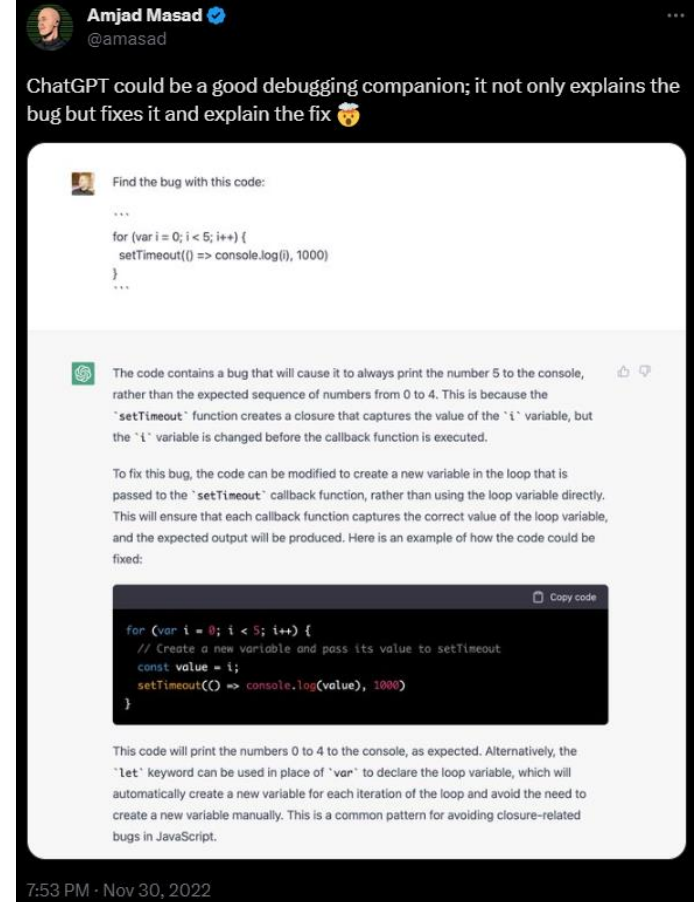 Amjad Masad
@amasad
ChatGPT could be a good debugging companion; it not only explains the
bug but fixes it and explain the fix 🤯
Find the bug with this code:
```
for (var i = 0; i < 5; i++) {
  setTimeout(() => console.log(i), 1000)
}
```
The code contains a bug that will cause it to always print the number 5 to the console,
rather than the expected sequence of numbers from 0 to 4. This is because the
`setTimeout` function creates a closure that captures the value of the `i` variable, but
the `i` variable is changed before the callback function is executed.
To fix this bug, the code can be modified to create a new variable in the loop that is
passed to the `setTimeout` callback function, rather than using the loop variable directly.
This will ensure that each callback function captures the correct value of the loop variable,
and the expected output will be produced. Here is an example of how the code could be
fixed:
Copy code
for (var i = 0; i < 5; i++) {
  // Create a new variable and pass its value to setTimeout
  const value = i;
  setTimeout(() => console.log(value), 1000)
}
This code will print the numbers 0 to 4 to the console, as expected. Alternatively, the
`let` keyword can be used in place of `var` to declare the loop variable, which will
automatically create a new variable for each iteration of the loop and avoid the need to
create a new variable manually. This is a common pattern for avoiding closure-related
bugs in JavaScript.
7:53 PM · Nov 30, 2022